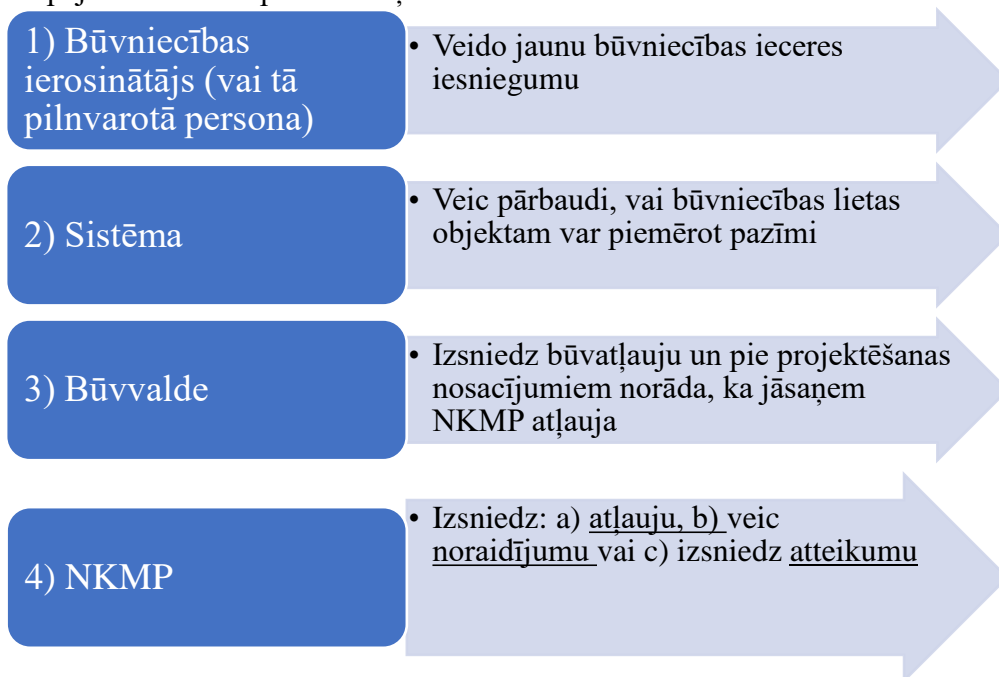 1) Būvniecības
ierosinātājs (vai tā
pilnvarotā persona)
• Veido jaunu būvniecības ieceres
iesniegumu
2) Sistēma
• Veic pārbaudi, vai būvniecības lietas
objektam var piemērot pazīmi
3) Būvvalde
• Izsniedz būvatļauju un pie projektēšanas
nosacījumiem norāda, ka jāsaņem
NKMP atļauja
4) NKMP
• Izsniedz: a) atļauju, b) veic
noraidījumu vai c) izsniedz atteikumu